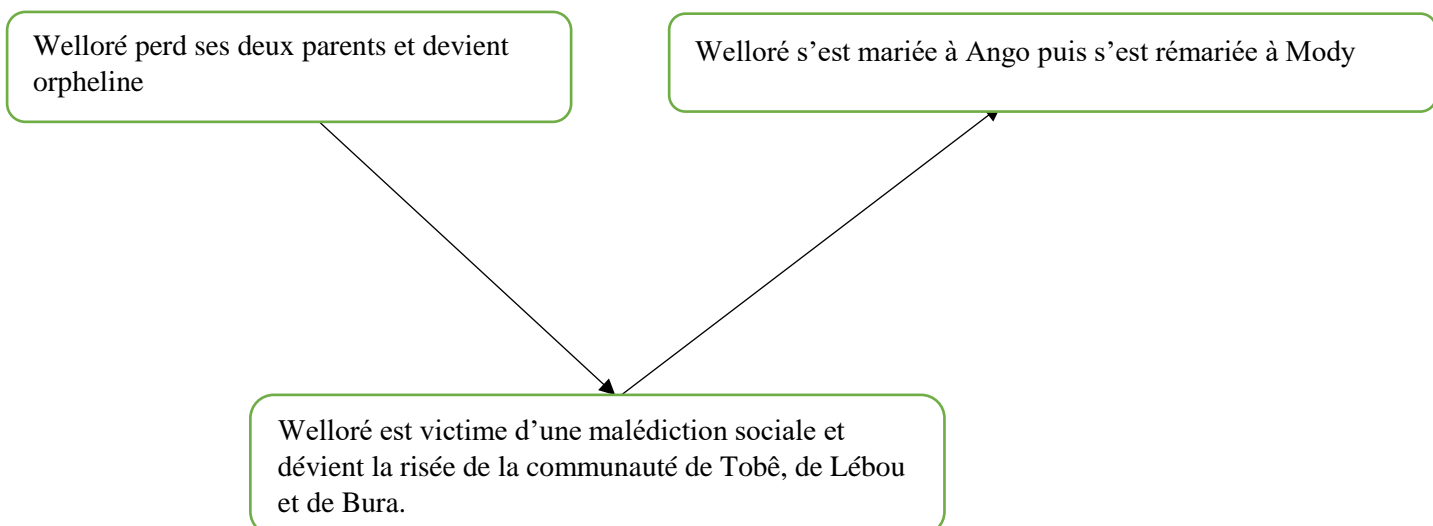 Welloré perd ses deux parents et devient
orpheline
Welloré s’est mariée à Ango puis s’est rémariée à Mody
Welloré est victime d’une malédiction sociale et
dévient la risée de la communauté de Tobê, de Lébou
et de Bura.